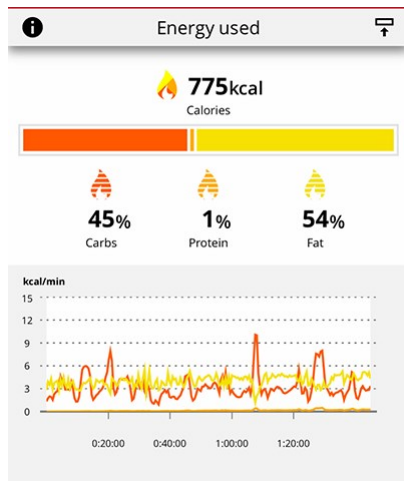 Energy used
775kcal
Calories
45% 1% 54%
Carbs Protein Fat
kcal/min
15
12
9
6
3
0
0:20:00 0:40:00 1:00:00 1:20:00